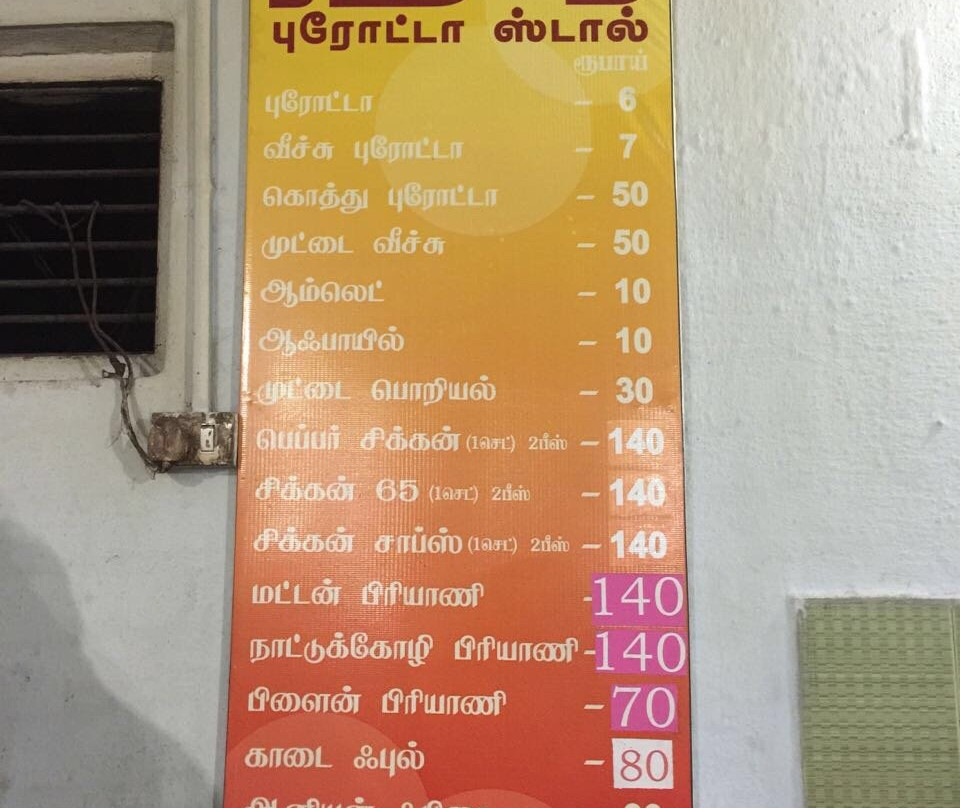 புரோட்டா ஸ்டால்
ரூபாய்
புரோட்டா - 6
வீச்சு புரோட்டா - 7
கொத்து புரோட்டா - 50
முட்டை வீச்சு - 50
ஆம்லெட் - 10
ஆஃபாயில் - 10
முட்டை பொறியல் - 30
பெப்பர் சிக்கன் (1செட்) 2பீஸ் - 140
சிக்கன் 65 (1செட்) 2பீஸ் - 140
சிக்கன் சாப்ஸ் (1செட்) 2பீஸ் - 140
மட்டன் பிரியாணி - 140
நாட்டுக்கோழி பிரியாணி - 140
பிளைன் பிரியாணி - 70
காடை ஃபுல் - 80